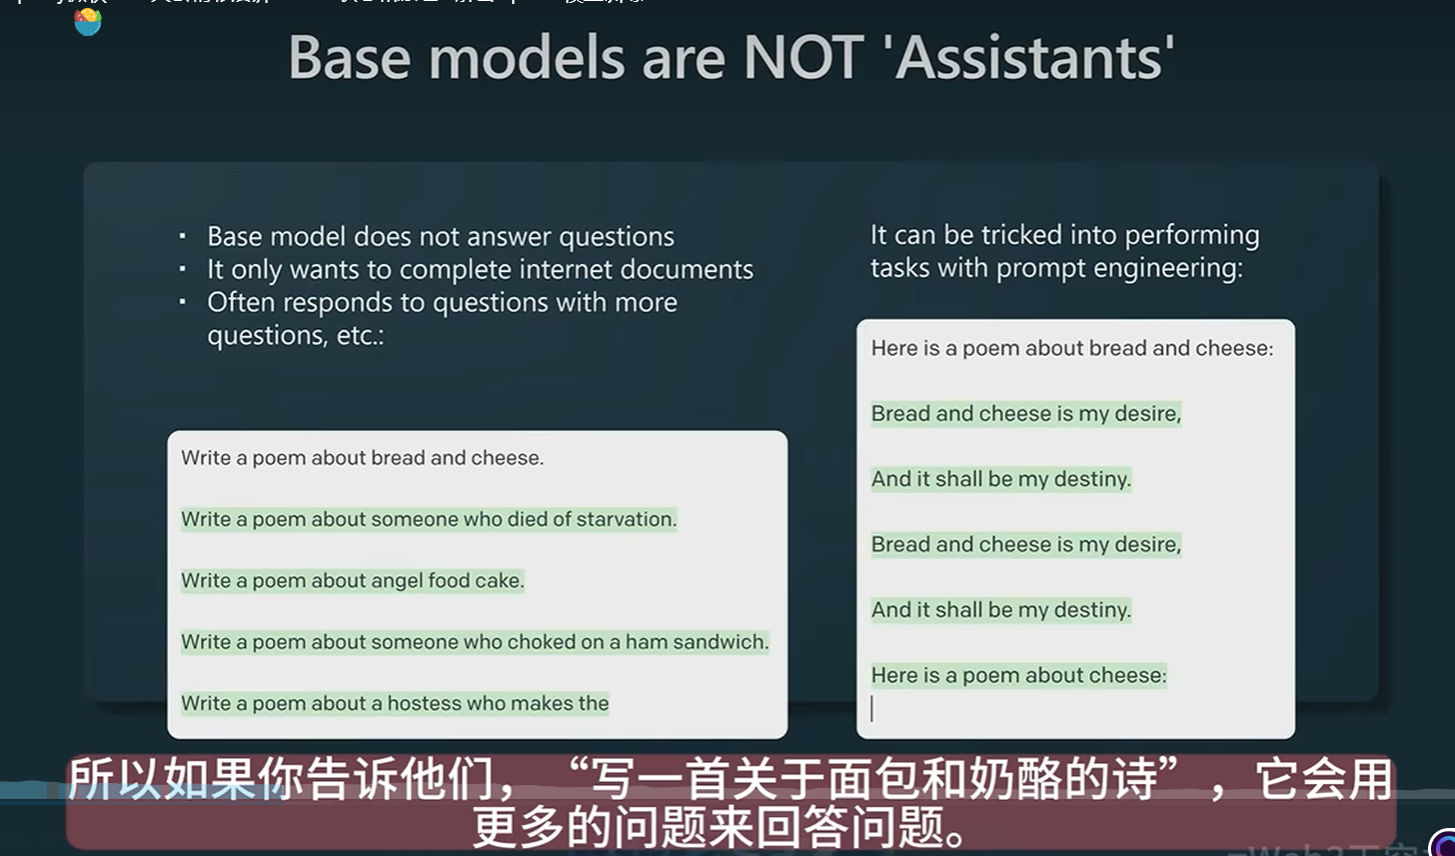 Base models are NOT 'Assistants'
▪ Base model does not answer questions
▪ It only wants to complete internet documents
▪ Often responds to questions with more
questions, etc.:
Write a poem about bread and cheese.
Write a poem about someone who died of starvation.
Write a poem about angel food cake.
Write a poem about someone who choked on a ham sandwich.
Write a poem about a hostess who makes the
It can be tricked into performing
tasks with prompt engineering:
Here is a poem about bread and cheese:
Bread and cheese is my desire,
And it shall be my destiny.
Bread and cheese is my desire,
And it shall be my destiny.
Here is a poem about cheese:
所以如果你告诉他们，“写一首关于面包和奶酪的诗”，它会用
更多的问题来回答问题。